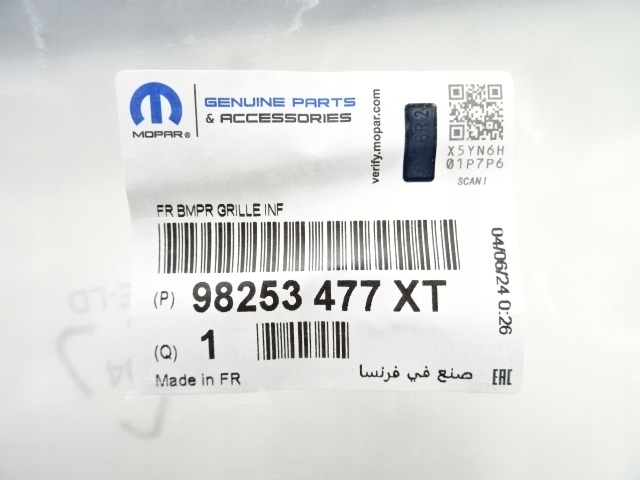 MOPAR®
GENUINE PARTS
& ACCESSORIES
verify.mopar.com
BR2
X5YN6H
01P7P6
SCAN!
FR BMPR GRILLE INF
(P) 98253 477 XT
04/06/24 0:26
(Q) 1
Made in FR
صنع في فرنسا
EAC